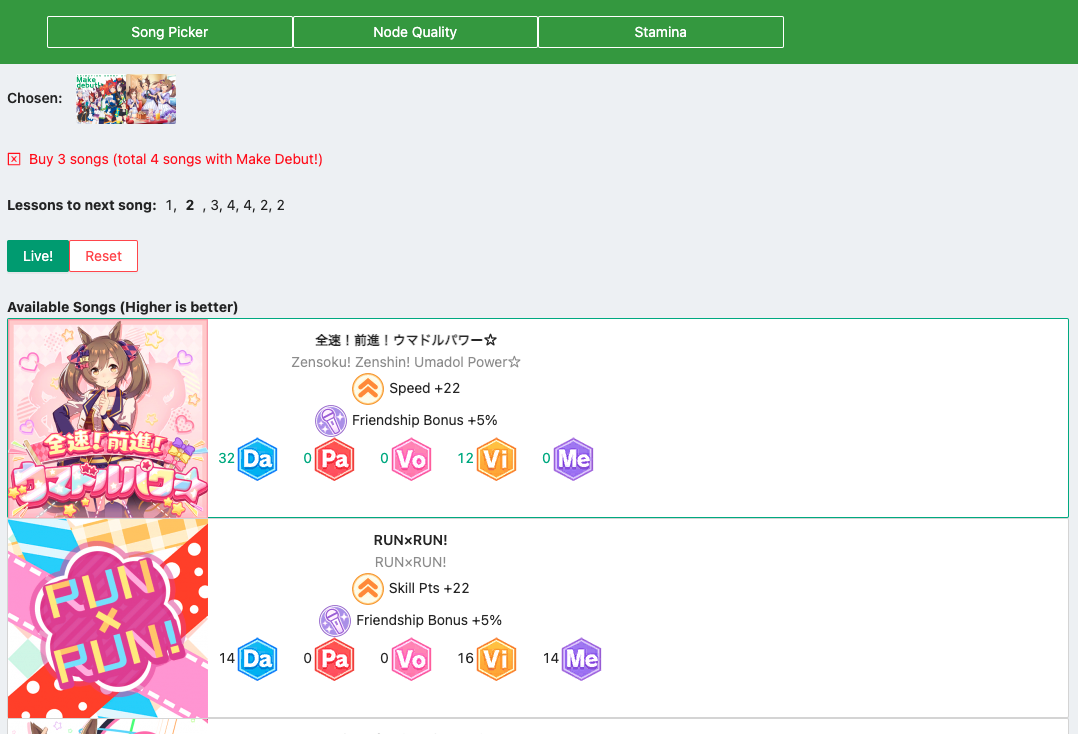 Song Picker
Node Quality
Stamina
Chosen:
Make
debut!
Buy 3 songs (total 4 songs with Make Debut!)
Lessons to next song: 1, 2 , 3, 4, 4, 2, 2
Live!
Reset
Available Songs (Higher is better)
全速!前進!
ウマドルパワー☆
全速！前進！ウマドルパワー☆
Zensoku! Zenshin! Umadol Power☆
Speed +22
Friendship Bonus +5%
32 Da 0 Pa 0 Vo 12 Vi 0 Me
RUN
×
RUN!
RUN×RUN!
RUN×RUN!
Skill Pts +22
Friendship Bonus +5%
14 Da 0 Pa 0 Vo 16 Vi 14 Me